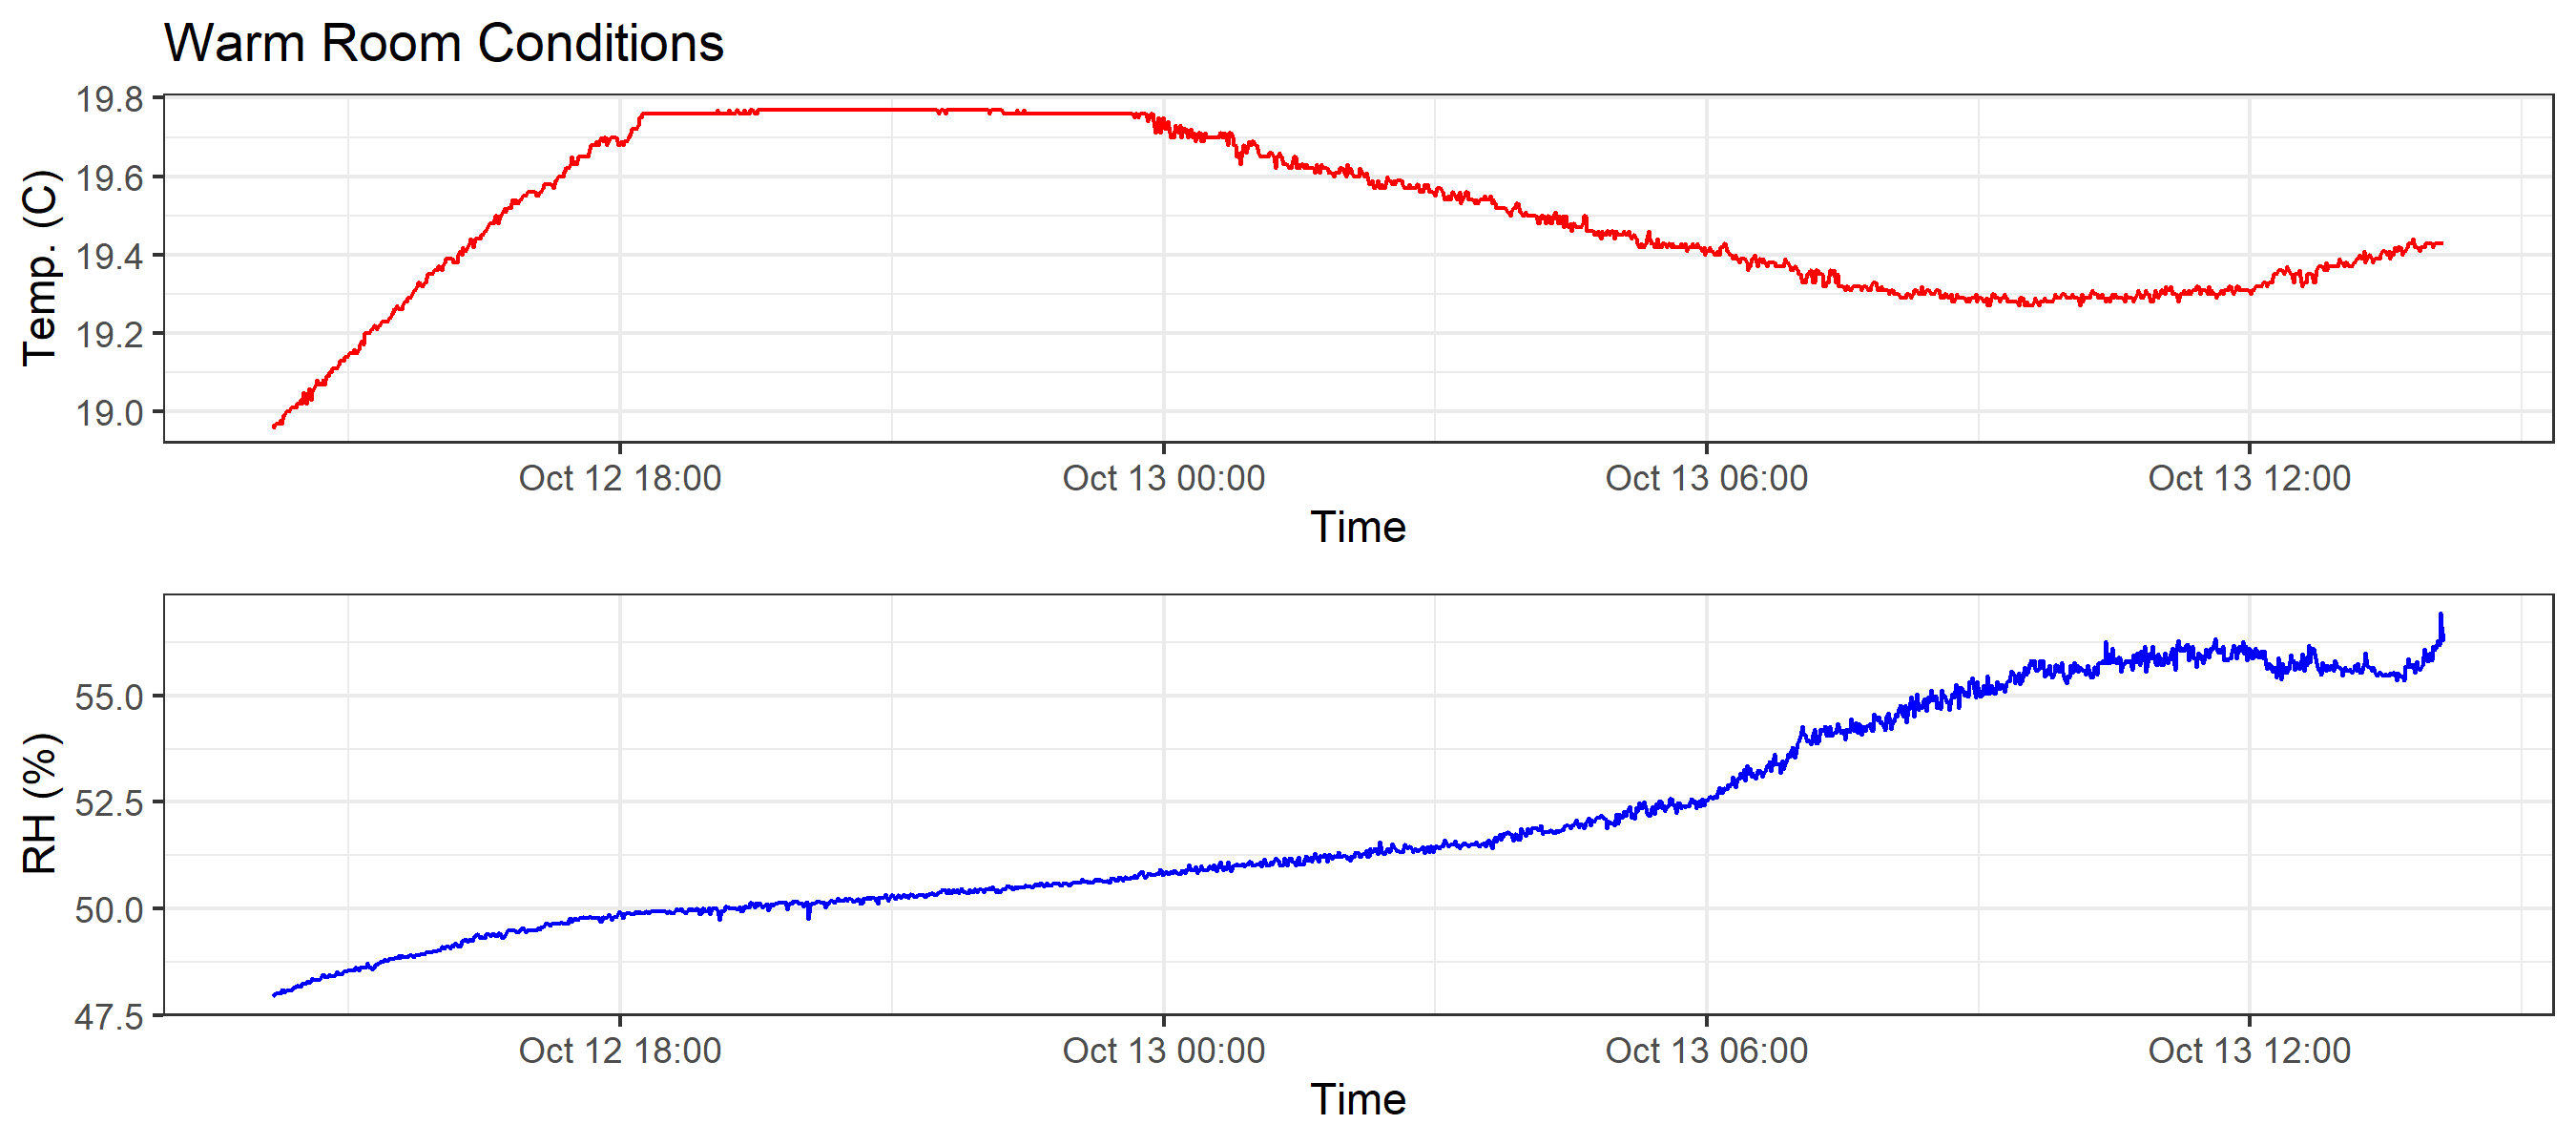 Warm Room Conditions
Temp. (C)
19.8
19.6
19.4
19.2
19.0
Oct 12 18:00 Oct 13 00:00 Oct 13 06:00 Oct 13 12:00
Time
RH (%)
55.0
52.5
50.0
47.5
Oct 12 18:00 Oct 13 00:00 Oct 13 06:00 Oct 13 12:00
Time